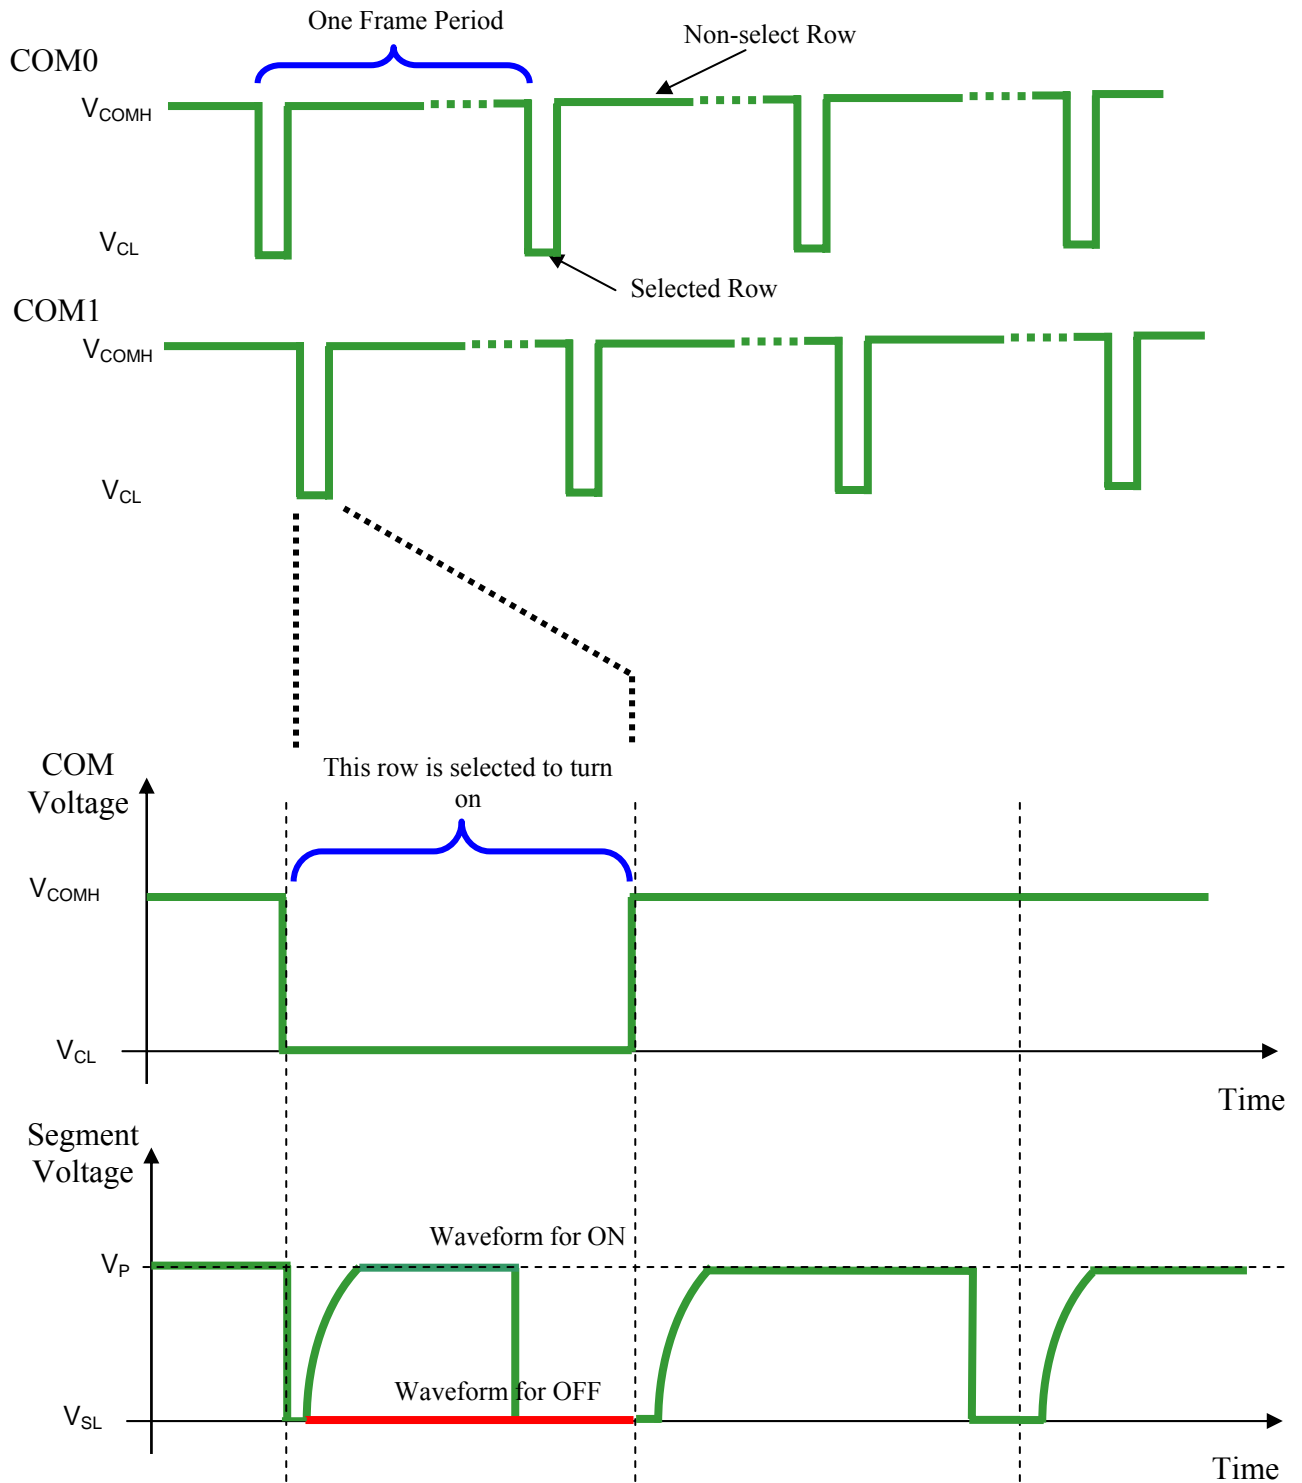 One Frame Period
Non-select Row
COM0
VCOMH
VCL
Selected Row
COM1
VCOMH
VCL
COM
Voltage
This row is selected to turn
on
VCOMH
VCL
Time
Segment
Voltage
Waveform for ON
VP
Waveform for OFF
VSL
Time